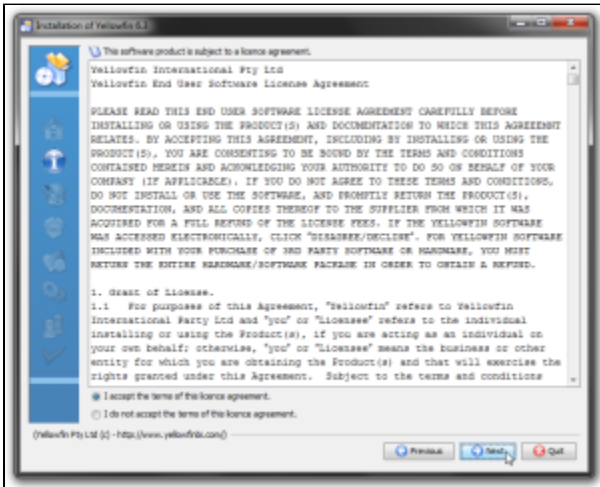 Installation of Yellowfin 6.3
This software product is subject to a licence agreement.
Yellowfin International Pty Ltd
Yellowfin End User Software License Agreement
PLEASE READ THIS END USER SOFTWARE LICENSE AGREEMENT CAREFULLY BEFORE
INSTALLING OR USING THE PRODUCT(S) AND DOCUMENTATION TO WHICH THIS AGREEEMNT
RELATES. BY ACCEPTING THIS AGREEMENT, INCLUDING BY INSTALLING OR USING THE
PRODUCT(S), YOU ARE CONSENTING TO BE BOUND BY THE TERMS AND CONDITIONS
CONTAINED HEREIN AND ACKNOWLEDGING YOUR AUTHORITY TO DO SO ON BEHALF OF YOUR
COMPANY (IF APPLICABLE). IF YOU DO NOT AGREE TO THESE TERMS AND CONDITIONS,
DO NOT INSTALL OR USE THE SOFTWARE, AND PROMPTLY RETURN THE PRODUCT(S),
DOCUMENTATION, AND ALL COPIES THEREOF TO THE SUPPLIER FROM WHICH IT WAS
ACQUIRED FOR A FULL REFUND OF THE LICENSE FEES. IF THE YELLOWFIN SOFTWARE
WAS ACCESSED ELECTRONICALLY, CLICK "DISAGREE/DECLINE". FOR YELLOWFIN SOFTWARE
INCLUDED WITH YOUR PURCHASE OF 3RD PARTY SOFTWARE OR HARDWARE, YOU MUST
RETURN THE ENTIRE HARDWARE/SOFTWARE PACKAGE IN ORDER TO OBTAIN A REFUND.
1. Grant of License.
1.1 For purposes of this Agreement, "Yellowfin" refers to Yellowfin
International Party Ltd and "you" or "Licensee" refers to the individual
installing or using the Product(s), if you are acting as an individual on
your own behalf; otherwise, "you" or "Licensee" means the business or other
entity for which you are obtaining the Product(s) and that will exercise the
rights granted under this Agreement. Subject to the terms and conditions
I accept the terms of this licence agreement.
I do not accept the terms of this licence agreement.
(Yellowfin Pty Ltd (c) - http://www.yellowfinbi.com/)
Previous Next Quit